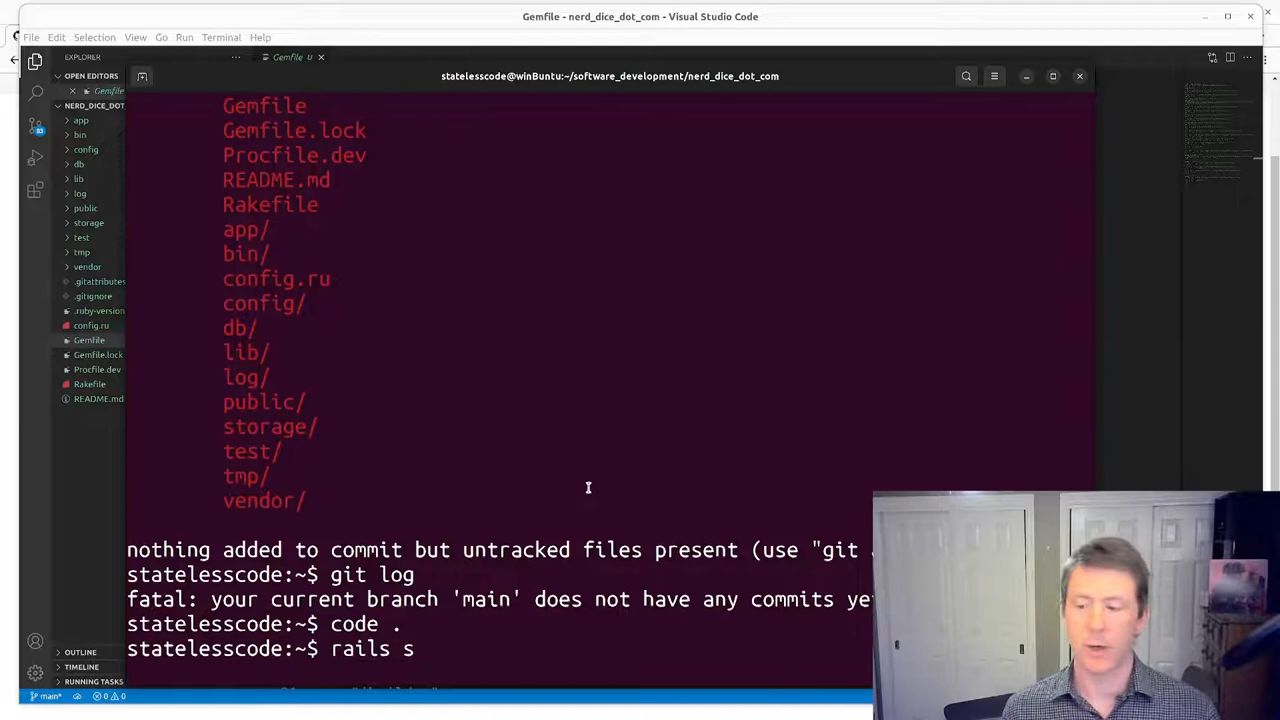 Gemfile - nerd_dice_dot_com - Visual Studio Code
File Edit Selection View Go Run Terminal Help
EXPLORER
Gemfile U
OPEN EDITORS
Gemfile
NERD_DICE_DOT
app
bin
config
db
lib
log
public
storage
test
tmp
vendor
.gitattributes
.gitignore
.ruby-version
config.ru
Gemfile
Gemfile.lock
Procfile.dev
Rakefile
README.md
OUTLINE
TIMELINE
RUNNING TASKS
main*
0 0
93
statelesscode@winBuntu:~/software_development/nerd_dice_dot_com
Gemfile
Gemfile.lock
Procfile.dev
README.md
Rakefile
app/
bin/
config.ru
config/
db/
lib/
log/
public/
storage/
test/
tmp/
vendor/
nothing added to commit but untracked files present (use "git
statelesscode:~$ git log
fatal: your current branch 'main' does not have any commits ye
statelesscode:~$ code .
statelesscode:~$ rails s